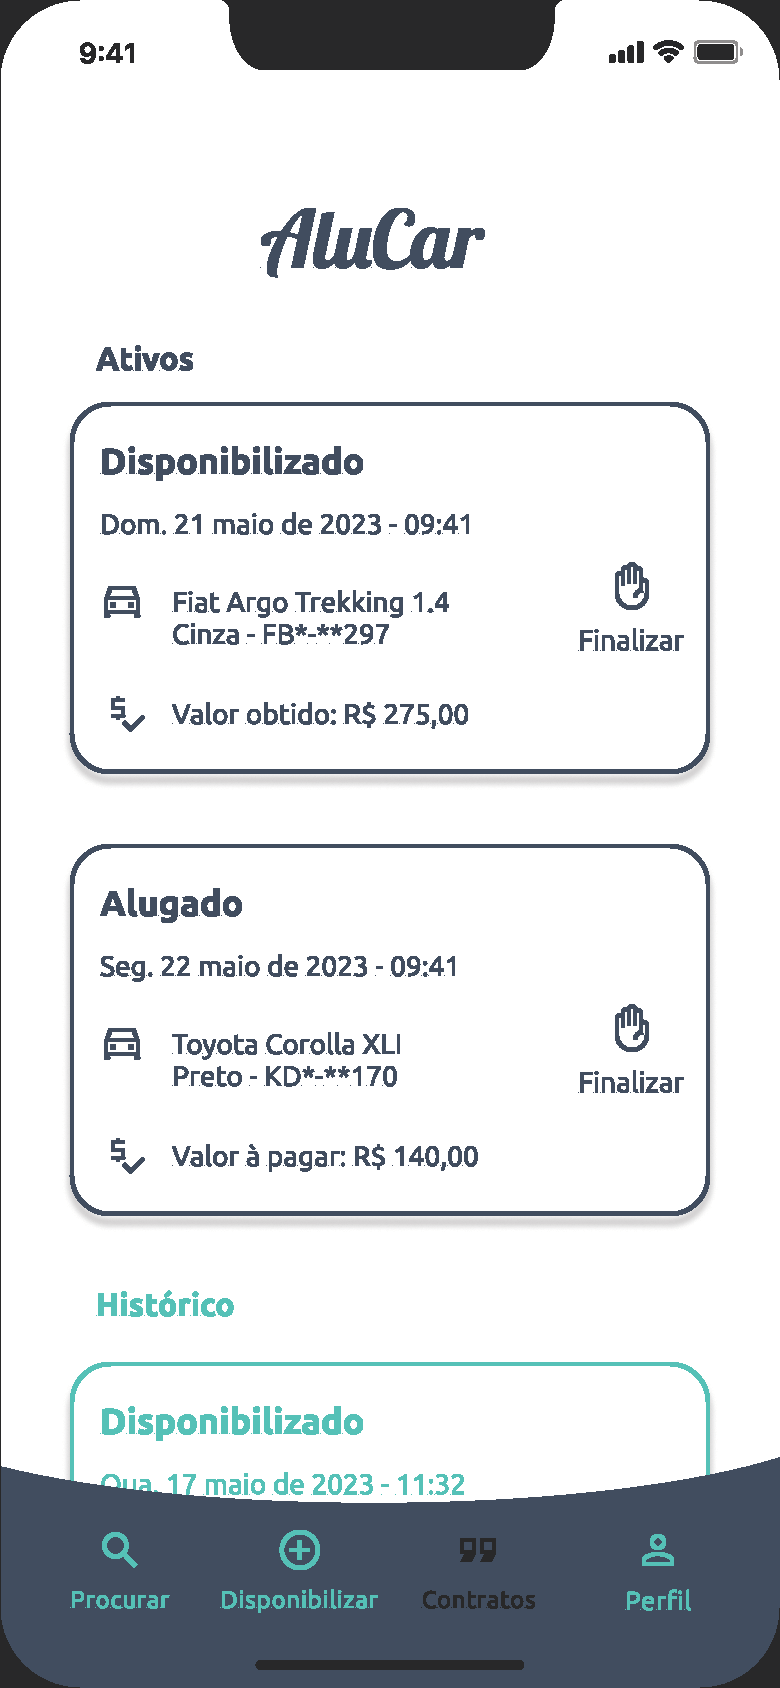 9:41
AluCar
Ativos
Disponibilizado
Dom. 21 maio de 2023 - 09:41
Fiat Argo Trekking 1.4
Cinza - FB*-**297
Finalizar
Valor obtido: R$ 275,00
Alugado
Seg. 22 maio de 2023 - 09:41
Toyota Corolla XLI
Preto - KD*-**170
Finalizar
Valor à pagar: R$ 140,00
Histórico
Disponibilizado
Qua. 17 maio de 2023 - 11:32
Procurar
Disponibilizar
Contratos
Perfil